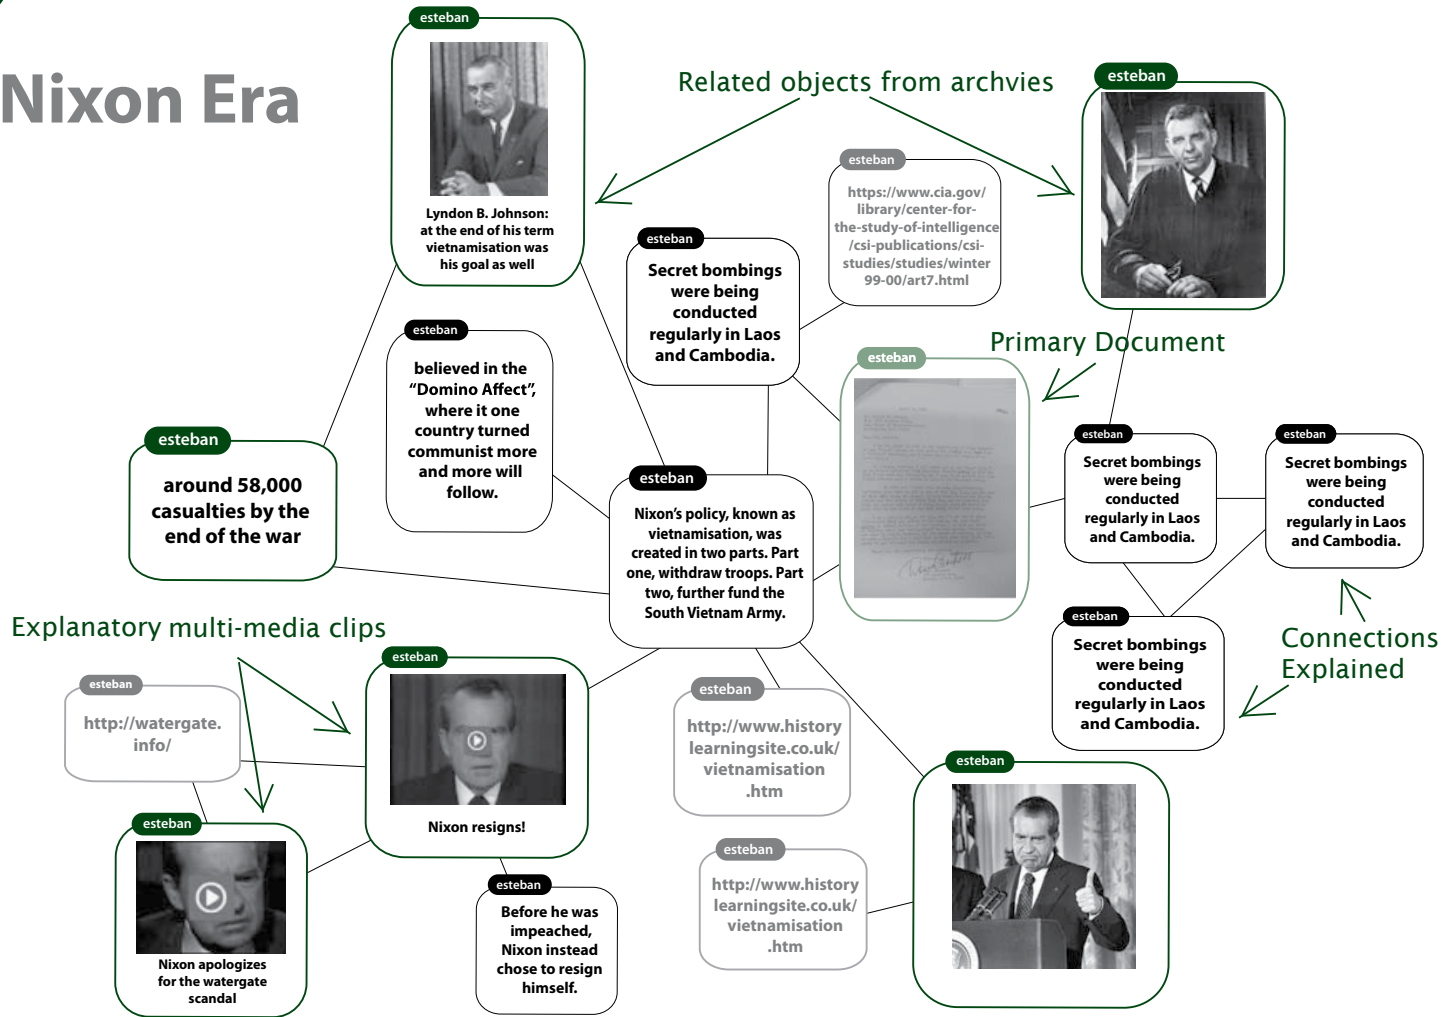 Nixon Era
esteban
Lyndon B. Johnson:
at the end of his term
vietnamisation was
his goal as well
Related objects from archvies
esteban
esteban
https://www.cia.gov/
library/center-for-
the-study-of-intelligence
/csi-publications/csi-
studies/studies/winter
99-00/art7.html
esteban
Secret bombings
were being
conducted
regularly in Laos
and Cambodia.
esteban
believed in the
“Domino Affect”,
where it one
country turned
communist more
and more will
follow.
Primary Document
esteban
esteban
around 58,000
casualties by the
end of the war
esteban
Nixon’s policy, known as
vietnamisation, was
created in two parts. Part
one, withdraw troops. Part
two, further fund the
South Vietnam Army.
esteban
Secret bombings
were being
conducted
regularly in Laos
and Cambodia.
esteban
Secret bombings
were being
conducted
regularly in Laos
and Cambodia.
esteban
Secret bombings
were being
conducted
regularly in Laos
and Cambodia.
Connections
Explained
Explanatory multi-media clips
esteban
http://watergate.
info/
esteban
Nixon resigns!
esteban
Nixon apologizes
for the watergate
scandal
esteban
Before he was
impeached,
Nixon instead
chose to resign
himself.
esteban
http://www.history
learningsite.co.uk/
vietnamisation
.htm
esteban
http://www.history
learningsite.co.uk/
vietnamisation
.htm
esteban